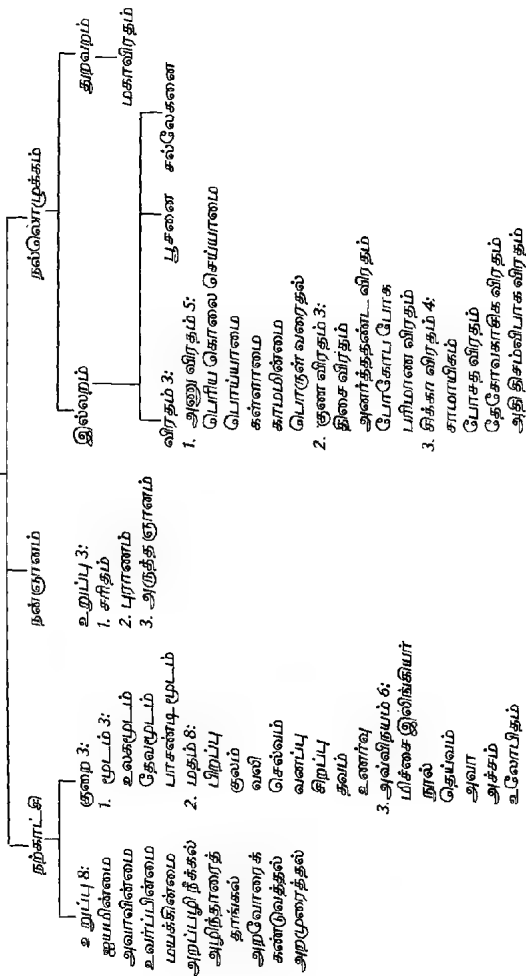 நற்காட்சி
உறுப்பு 8:
ஐயமின்மை
அவாவின்மை
உவர்ப்பின்மை
மயக்கின்மை
அறப்பழி நீக்கல்
அழிந்தாரைத்
தாங்கல்
அறவோரைக்
கண்டுவத்தல்
அறமுரைத்தல்
குறை 3:
1. மூடம் 3:
உலகமூடம்
தேவமூடம்
பாசண்டி மூடம்
2. மதம் 8:
பிறப்பு
குலம்
வலி
செல்வம்
வனப்பு
சிறப்பு
தவம்
உணர்வு
3. அவ்விநயம் 6:
மிச்சை இலிங்கியர்
நூல்
தெய்வம்
அவா
அச்சம்
உலோபிதம்
நன்ஞானம்
உறுப்பு 3:
1. சரிதம்
2. புராணம்
3. அருத்த ஞானம்
நல்லொழுக்கம்
இல்லறம்
விரதம் 3:
1. அணு விரதம் 5:
பெரிய கொலை செய்யாமை
பொய்யாமை
கள்ளாமை
காமமின்மை
பொருள் வரைதல்
2. குண விரதம் 3:
திசை விரதம்
அனர்த்ததண்ட விரதம்
போகோப போக
பரிமாண விரதம்
3. சிக்கா விரதம் 4:
சாமாயிகம்
போசத விரதம்
தேகோவகாசிக விரதம்
அதி திசம்விபாக விரதம்
பூசனை
சல்லேகனை
துறவறம்
மகாவிரதம்